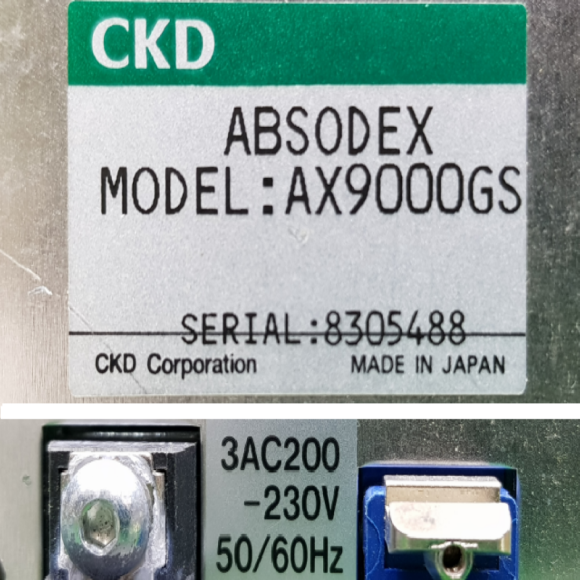 CKD
ABSODEX
MODEL:AX9000GS
SERIAL:8305488
CKD Corporation MADE IN JAPAN
3AC200
-230V
50/60Hz